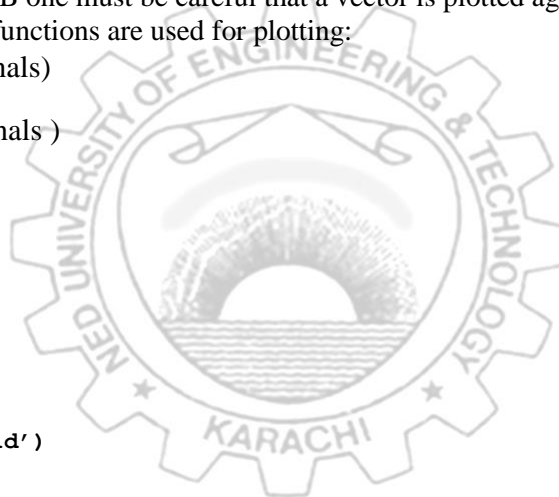 B one must be careful that a vector is plotted ag
functions are used for plotting:
nals)
nals )
NED UNIVERSITY OF ENGINEERING & TECHNOLOGY
KARACHI
ld’)